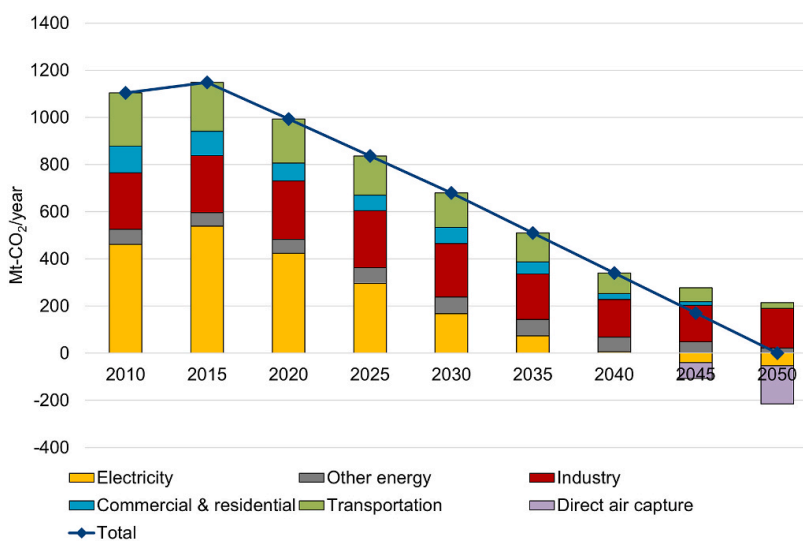 1400
1200
1000
800
600
400
200
0
-200
-400
Mt-CO₂/year
2010 2015 2020 2025 2030 2035 2040 2045 2050
Electricity Other energy Industry
Commercial & residential Transportation Direct air capture
Total